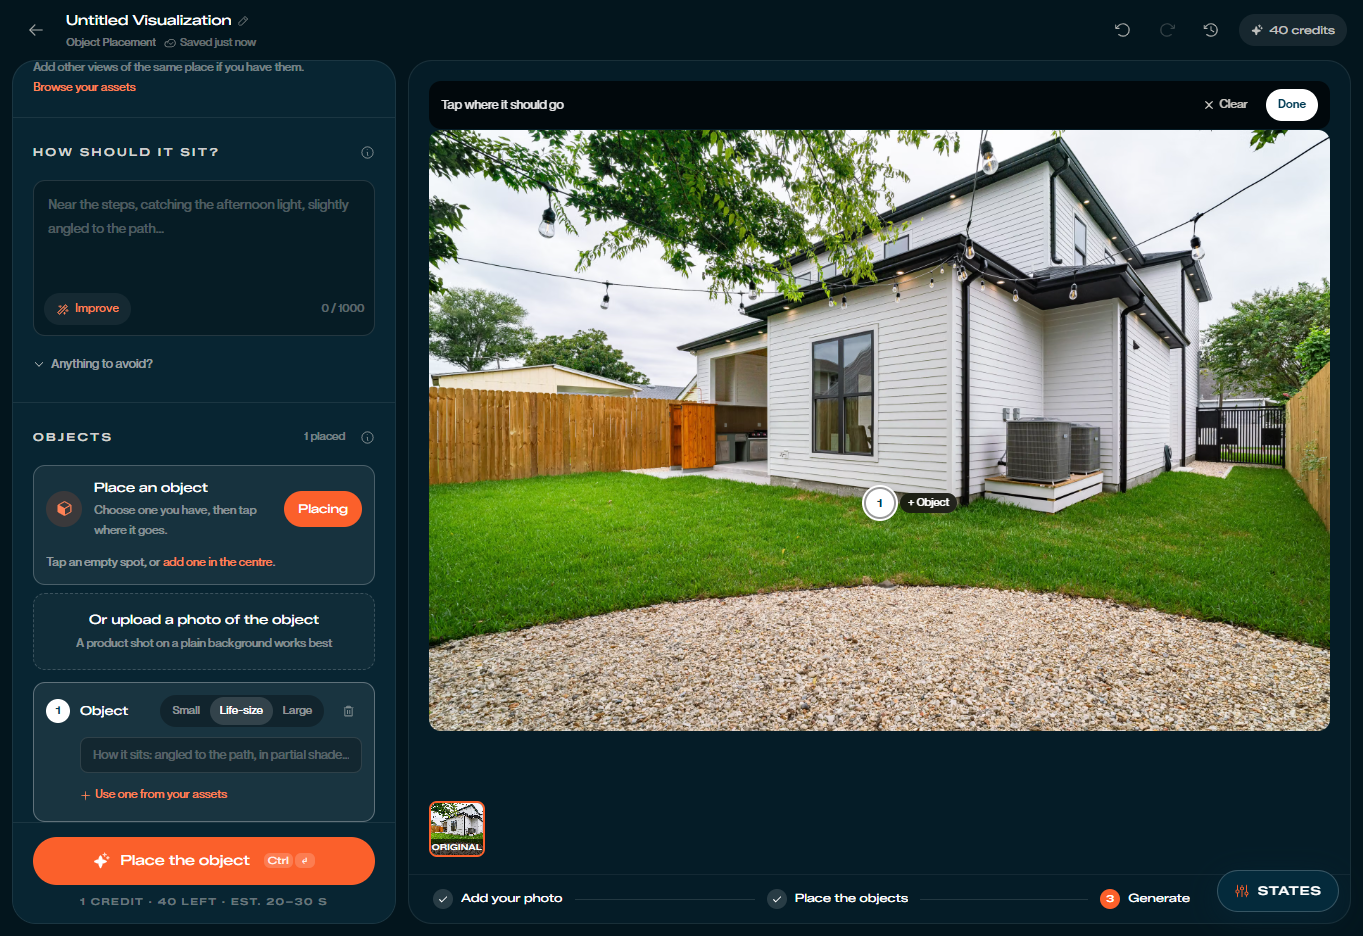 Untitled Visualization
Object Placement Saved just now
40 credits
Add other views of the same place if you have them.
Browse your assets
HOW SHOULD IT SIT?
Near the steps, catching the afternoon light, slightly
angled to the path...
Improve
0 / 1000
Anything to avoid?
OBJECTS
1 placed
Place an object
Choose one you have, then tap
where it goes.
Placing
Tap an empty spot, or add one in the centre.
Or upload a photo of the object
A product shot on a plain background works best
1
Object
Small
Life-size
Large
How it sits: angled to the path, in partial shade...
+ Use one from your assets
Place the object Ctrl
1 CREDIT · 40 LEFT · EST. 20–30 S
Tap where it should go
Clear
Done
1
+ Object
ORIGINAL
Add your photo
Place the objects
3 Generate
STATES